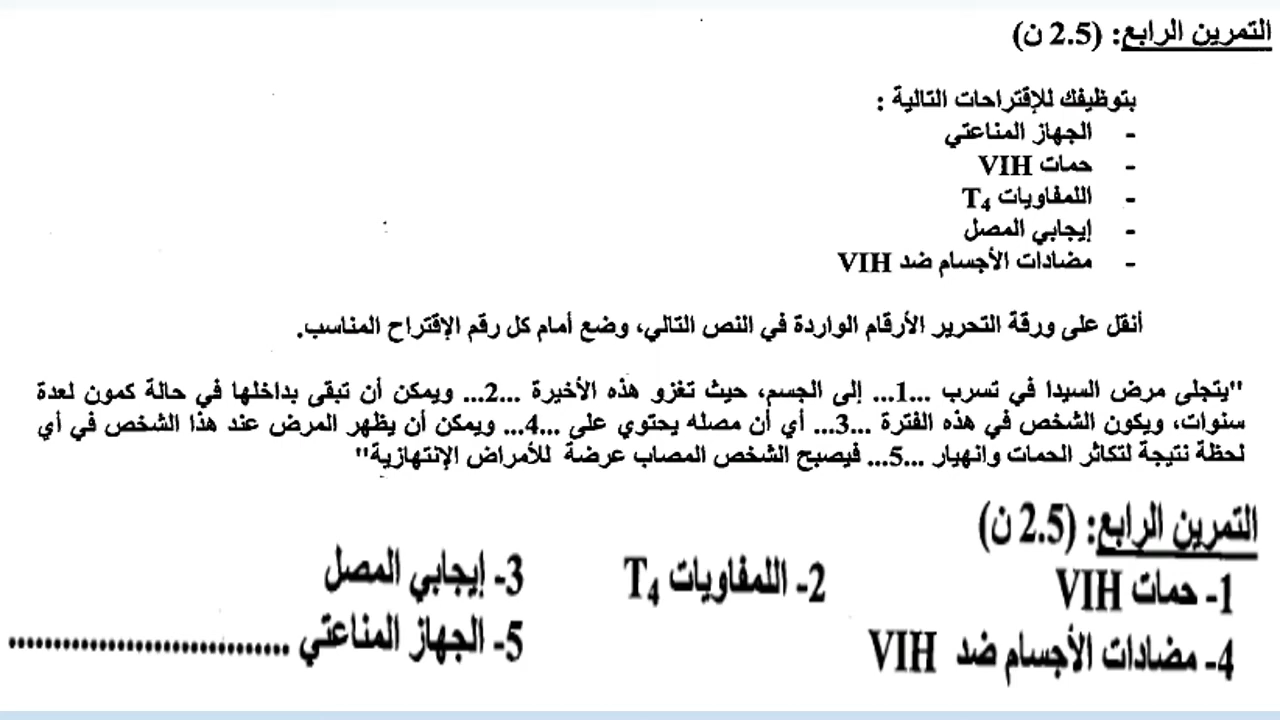 التمرين الرابع: (2.5 ن)
بتوظيفك للإقتراحات التالية :
- الجهاز المناعتي
- حمات VIH
- اللمفاويات T4
- إيجابي المصل
- مضادات الأجسام ضد VIH
أنقل على ورقة التحرير الأرقام الواردة في النص التالي، وضع أمام كل رقم الإقتراح المناسب.
"يتجلى مرض السيدا في تسرب ...1... إلى الجسم، حيث تغزو هذه الأخيرة ...2... ويمكن أن تبقى بداخلها في حالة كمون لعدة
سنوات، ويكون الشخص في هذه الفترة ...3... أي أن مصله يحتوي على ...4... ويمكن أن يظهر المرض عند هذا الشخص في أي
لحظة نتيجة لتكاثر الحمات وانهيار ...5... فيصبح الشخص المصاب عرضة للأمراض الإنتهازية"
التمرين الرابع: (2.5 ن)
1- حمات VIH 2- اللمفاويات T4 3- إيجابي المصل
4- مضادات الأجسام ضد VIH 5- الجهاز المناعتي ..............................